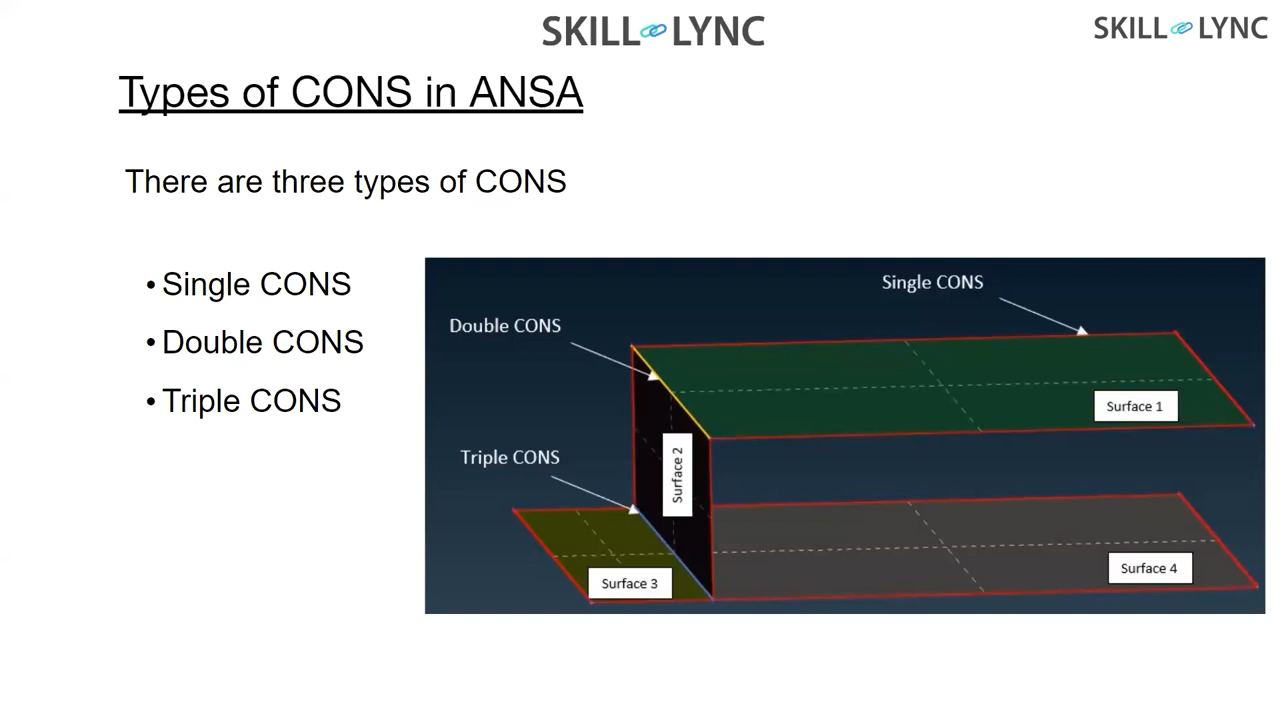 SKILL LYNC
SKILL LYNC
Types of CONS in ANSA
There are three types of CONS
• Single CONS
• Double CONS
• Triple CONS
Single CONS
Double CONS
Surface 1
Triple CONS
Surface 2
Surface 3
Surface 4